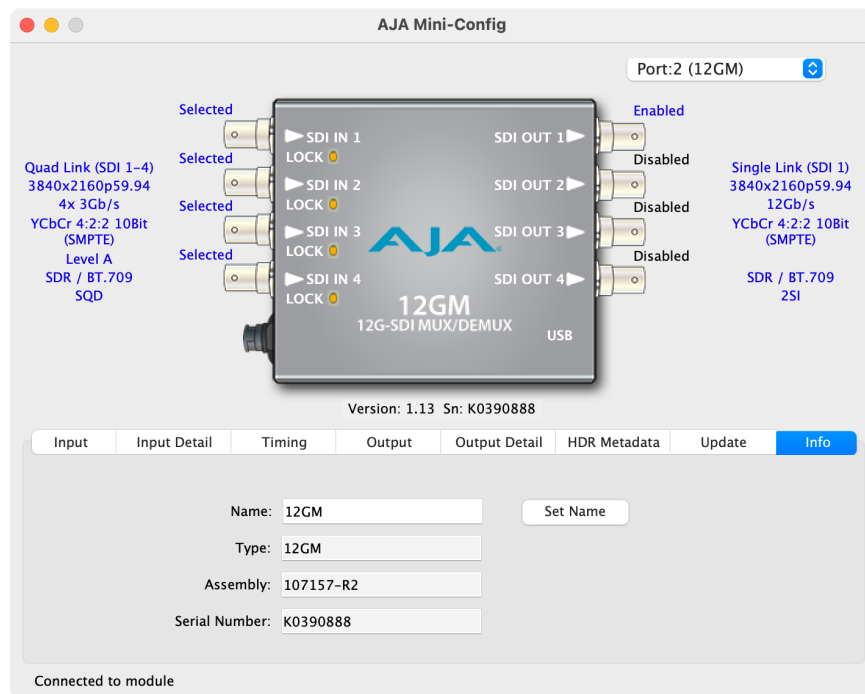 AJA Mini-Config
Port:2 (12GM)
Selected
Enabled
SDI IN 1
SDI OUT 1
LOCK
Selected
Disabled
SDI IN 2
SDI OUT 2
LOCK
Selected
Disabled
SDI IN 3
SDI OUT 3
LOCK
Selected
Disabled
SDI IN 4
SDI OUT 4
LOCK
Quad Link (SDI 1-4)
3840x2160p59.94
4x 3Gb/s
YCbCr 4:2:2 10Bit
(SMPTE)
Level A
SDR / BT.709
SQD
AJA
12GM
12G-SDI MUX/DEMUX
USB
Single Link (SDI 1)
3840x2160p59.94
12Gb/s
YCbCr 4:2:2 10Bit
(SMPTE)
SDR / BT.709
2SI
Version: 1.13 Sn: K0390888
Input Input Detail Timing Output Output Detail HDR Metadata Update Info
Name: 12GM Set Name
Type: 12GM
Assembly: 107157-R2
Serial Number: K0390888
Connected to module